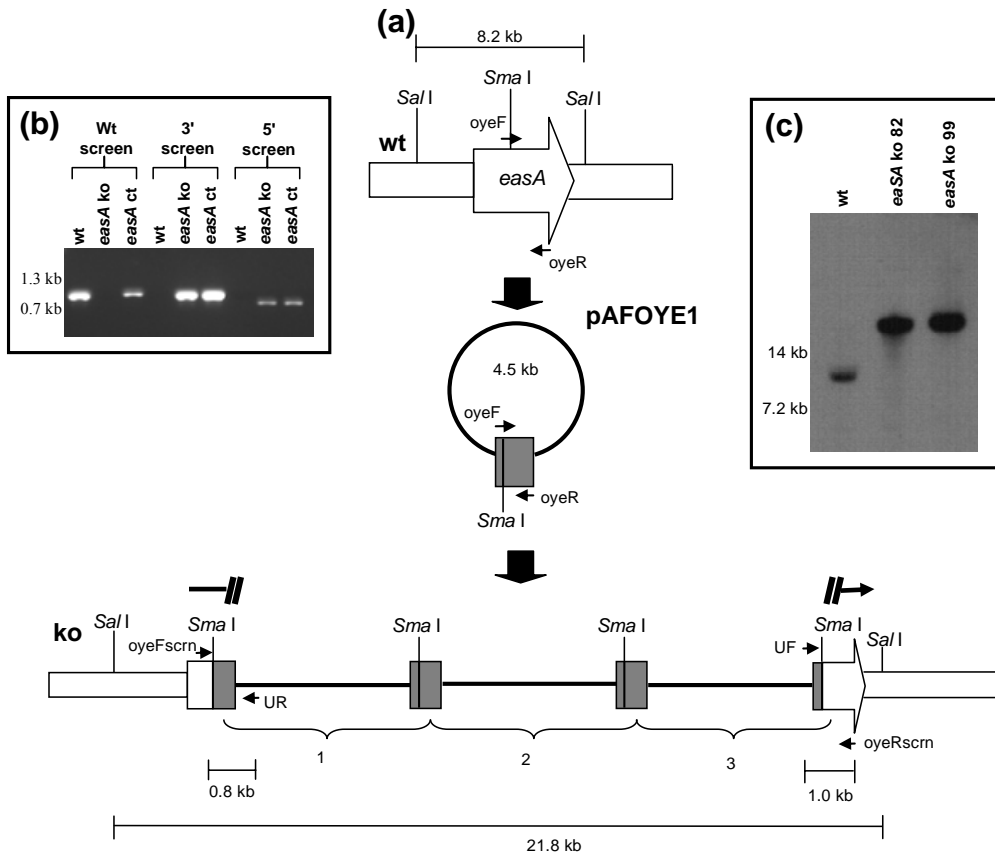 (a)
8.2 kb
Sma I
Sal I
Sal I
oyeF
wt
easA
oyeR
(b)
Wt screen
3' screen
5' screen
wt
easA ko
easA ct
wt
easA ko
easA ct
wt
easA ko
easA ct
1.3 kb
0.7 kb
(c)
wt
eaSA ko 82
easA ko 99
14 kb
7.2 kb
pAFOYE1
4.5 kb
oyeF
oyeR
Sma I
ko
Sal I
oyeFscrn
Sma I
Sma I
Sma I
UF
Sma I
Sal I
UR
oyeRscrn
1
2
3
0.8 kb
1.0 kb
21.8 kb